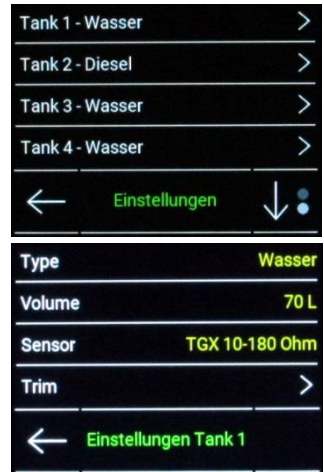 Tank 1 - Wasser
Tank 2 - Diesel
Tank 3 - Wasser
Tank 4 - Wasser
Einstellungen
Type Wasser
Volume 70 L
Sensor TGX 10-180 Ohm
Trim
Einstellungen Tank 1